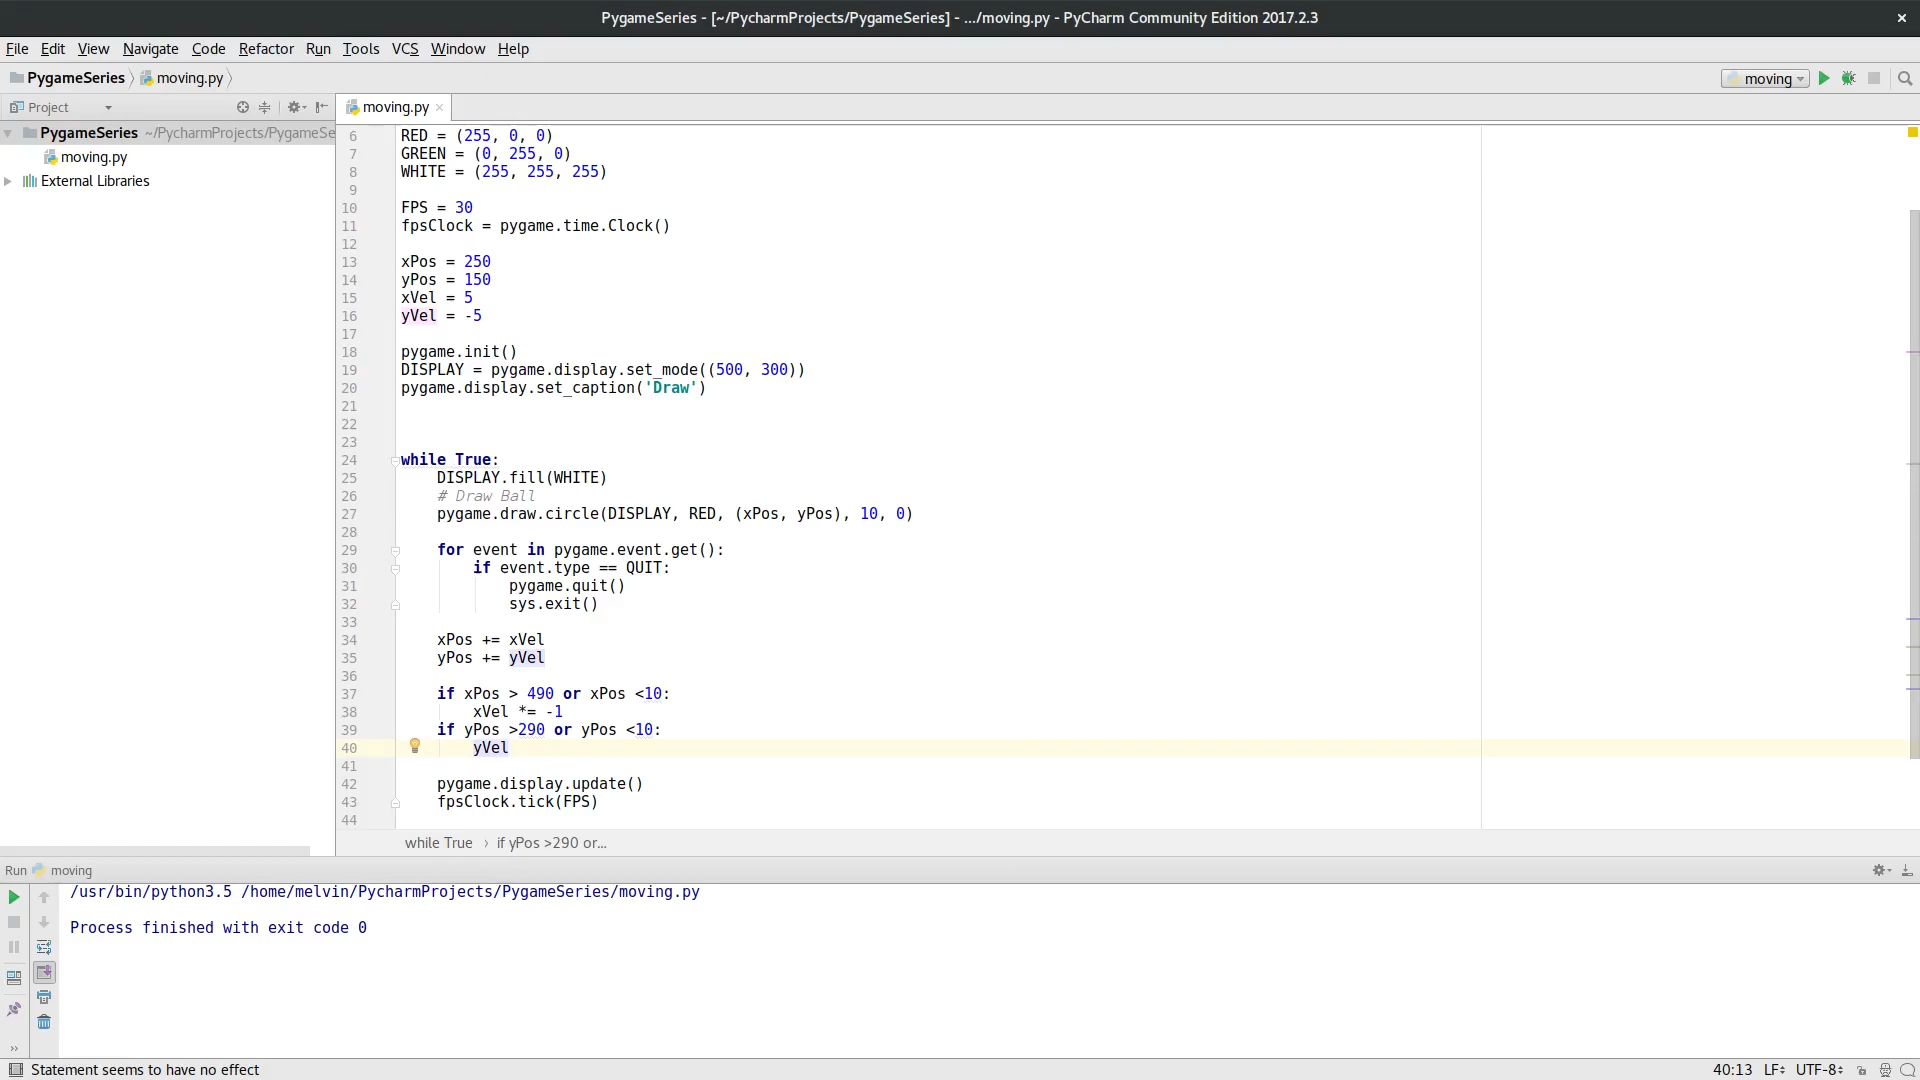 PygameSeries - [~/PycharmProjects/PygameSeries] - .../moving.py - PyCharm Community Edition 2017.2.3
File Edit View Navigate Code Refactor Run Tools VCS Window Help
PygameSeries moving.py moving
Project moving.py
PygameSeries ~/PycharmProjects/PygameSe
moving.py
External Libraries
6 RED = (255, 0, 0)
7 GREEN = (0, 255, 0)
8 WHITE = (255, 255, 255)
9
10 FPS = 30
11 fpsClock = pygame.time.Clock()
12
13 xPos = 250
14 yPos = 150
15 xVel = 5
16 yVel = -5
17
18 pygame.init()
19 DISPLAY = pygame.display.set_mode((500, 300))
20 pygame.display.set_caption('Draw')
21
22
23
24 while True:
25 DISPLAY.fill(WHITE)
26 # Draw Ball
27 pygame.draw.circle(DISPLAY, RED, (xPos, yPos), 10, 0)
28
29 for event in pygame.event.get():
30 if event.type == QUIT:
31 pygame.quit()
32 sys.exit()
33
34 xPos += xVel
35 yPos += yVel
36
37 if xPos > 490 or xPos <10:
38 xVel *= -1
39 if yPos >290 or yPos <10:
40 yVel
41
42 pygame.display.update()
43 fpsClock.tick(FPS)
44
while True › if yPos >290 or...
Run moving
/usr/bin/python3.5 /home/melvin/PycharmProjects/PygameSeries/moving.py
Process finished with exit code 0
Statement seems to have no effect 40:13 LF UTF-8